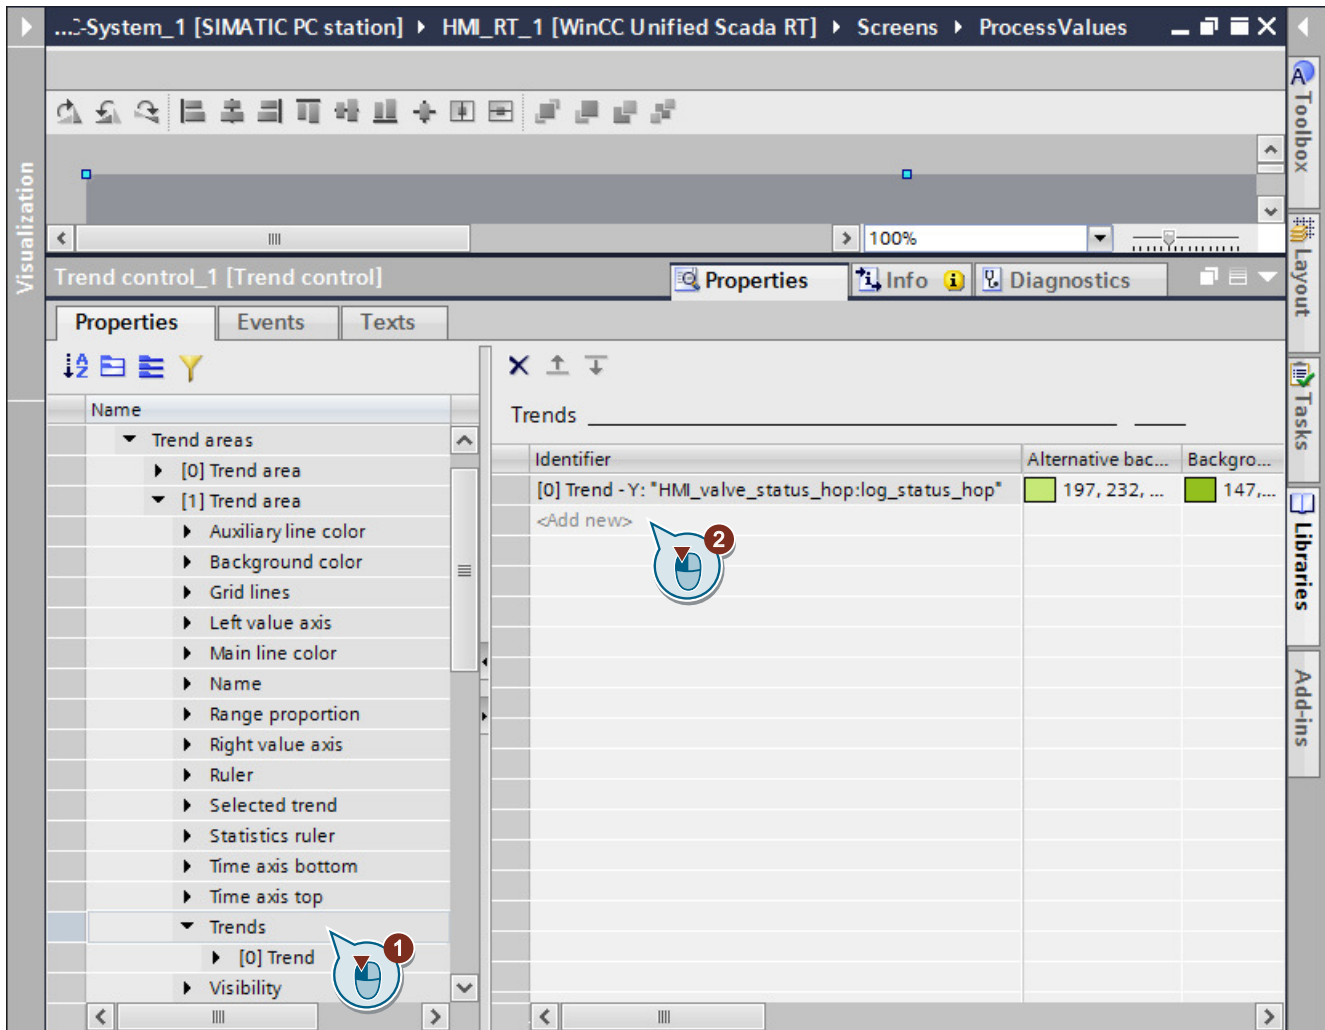 ...C-System_1 [SIMATIC PC station] HMI_RT_1 [WinCC Unified Scada RT] Screens ProcessValues
Visualization
100%
Trend control_1 [Trend control]
Properties Info Diagnostics
Properties Events Texts
Name
Trend areas
[0] Trend area
[1] Trend area
Auxiliary line color
Background color
Grid lines
Left value axis
Main line color
Name
Range proportion
Right value axis
Ruler
Selected trend
Statistics ruler
Time axis bottom
Time axis top
Trends
[0] Trend
Visibility
1
Trends
Identifier Alternative bac... Backgro...
[0] Trend - Y: "HMI_valve_status_hop:log_status_hop" 197, 232, ... 147,...
<Add new>
2
Toolbox
Layout
Tasks
Libraries
Add-ins